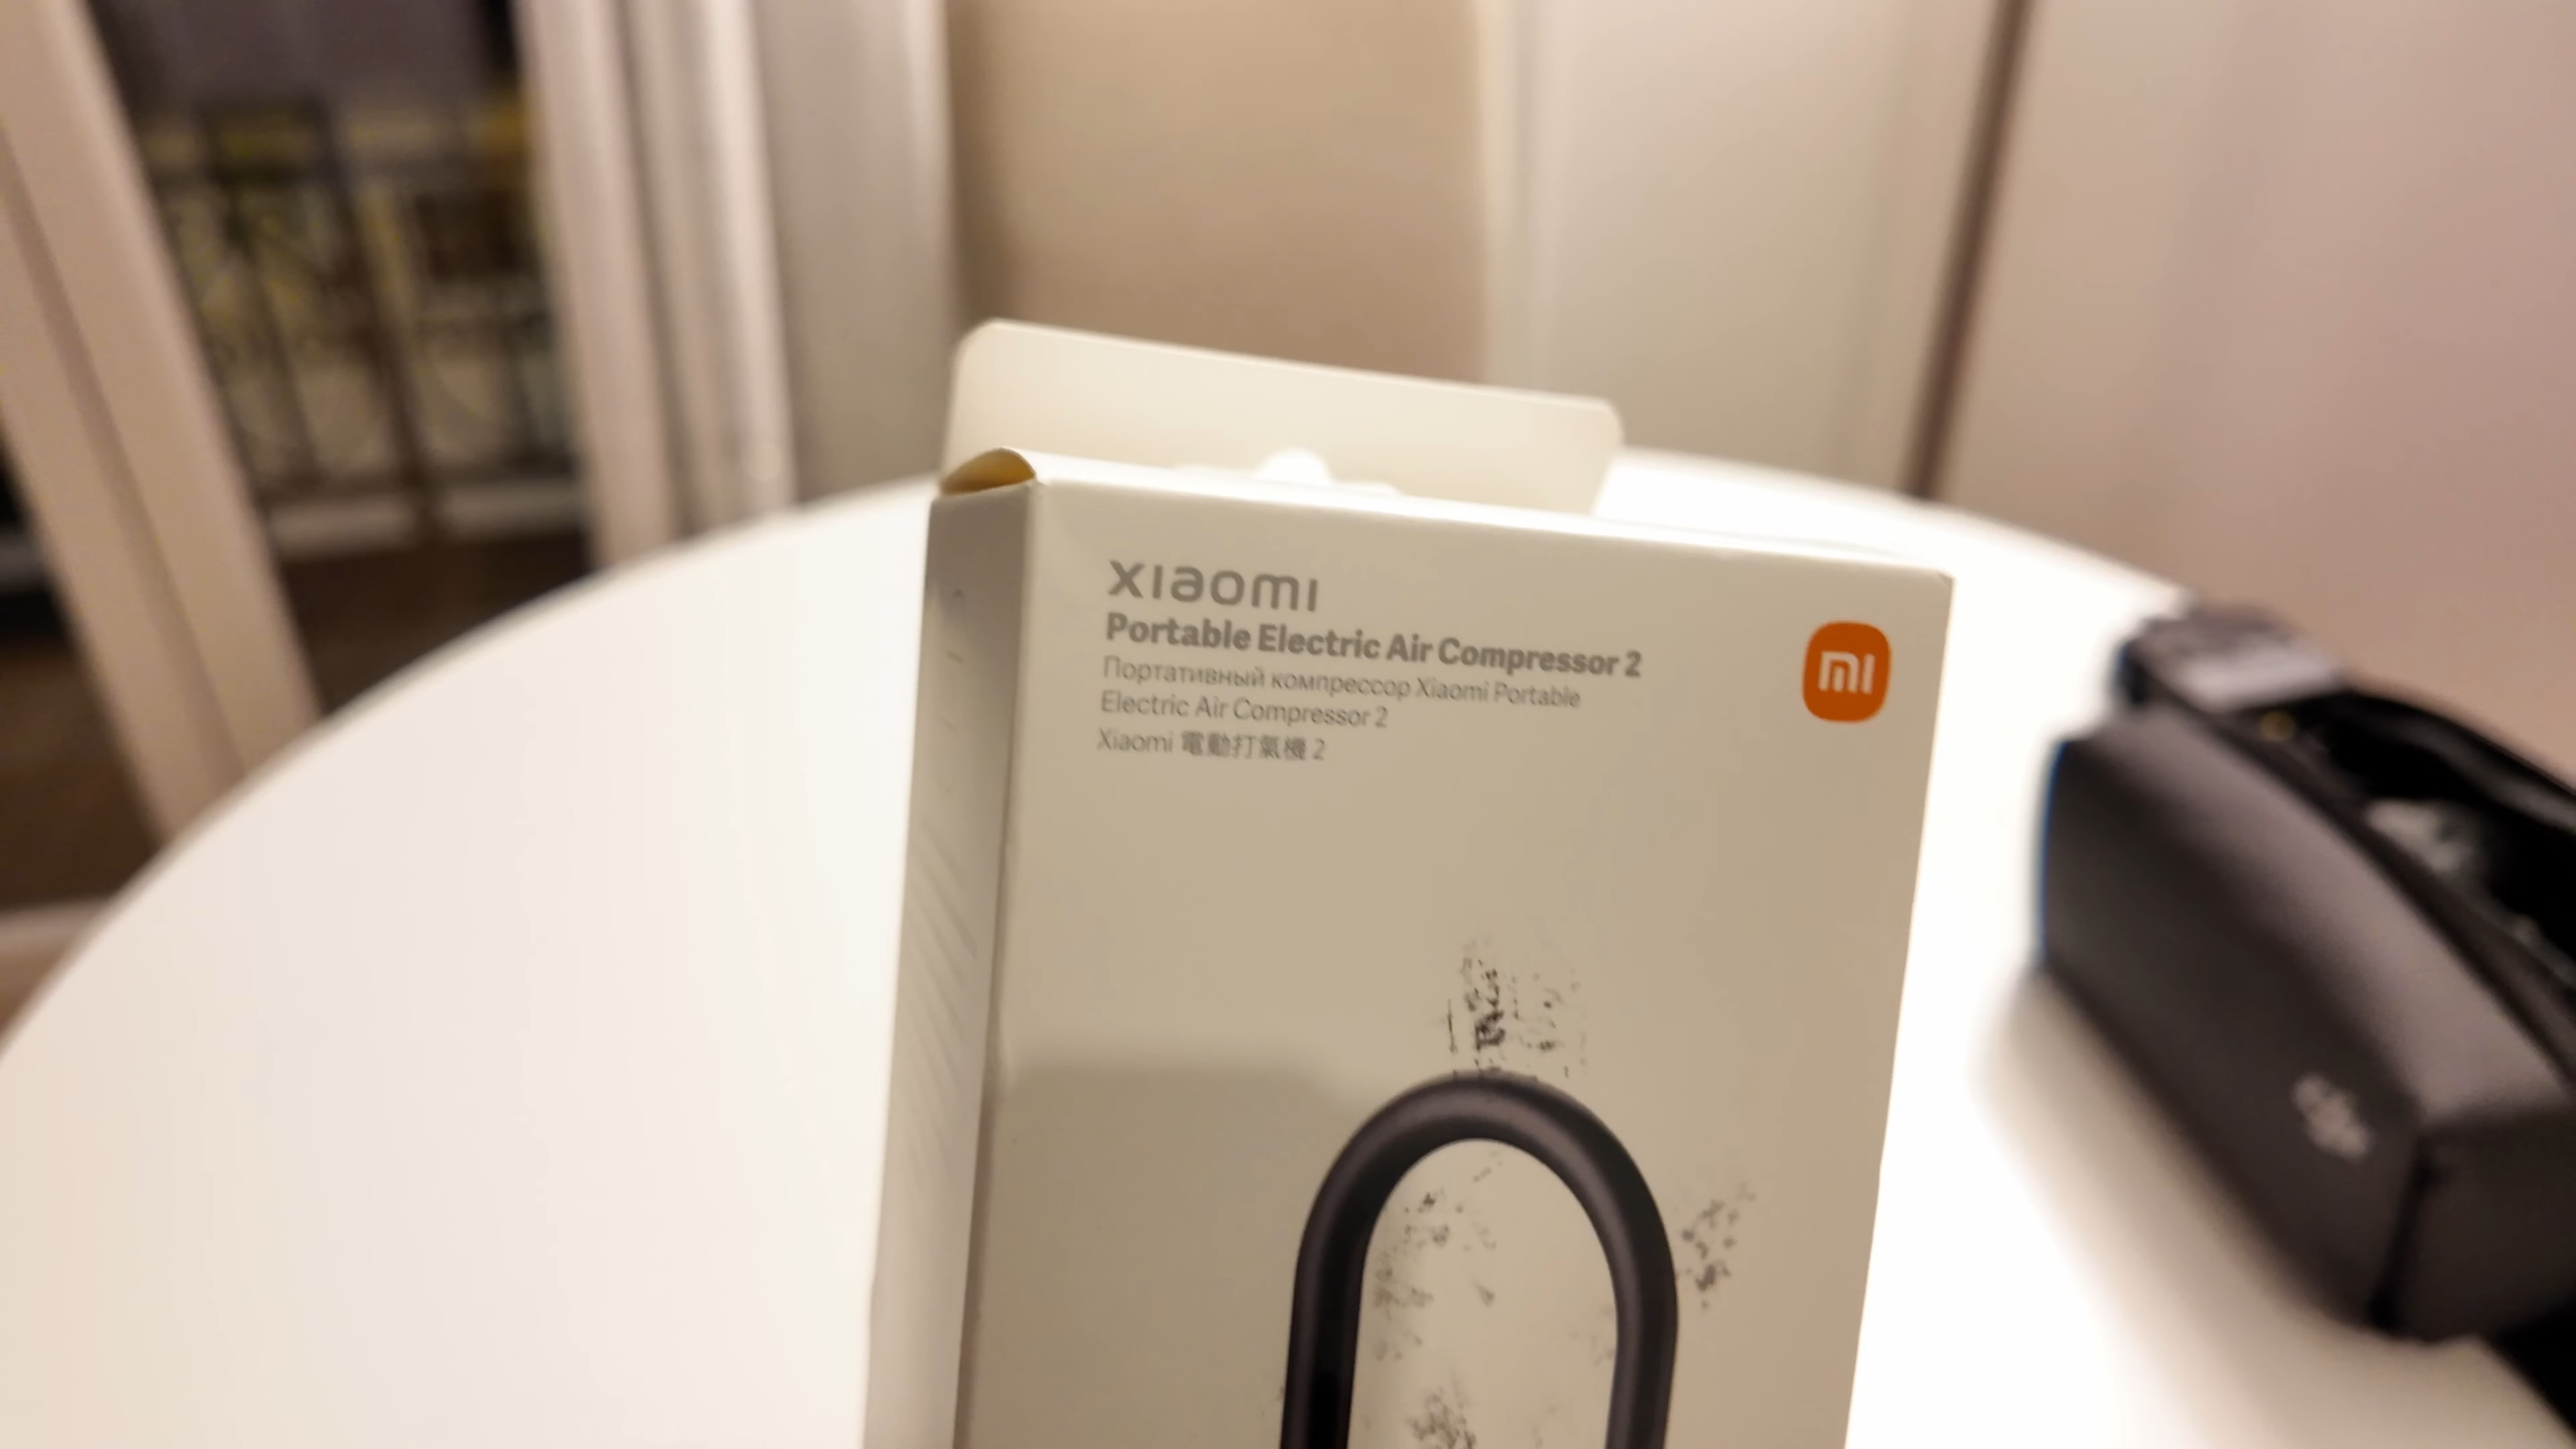 xiaomi
Portable Electric Air Compressor 2
Портативный компрессор Xiaomi Portable
Electric Air Compressor 2
Xiaomi 電動打氣機 2
mi